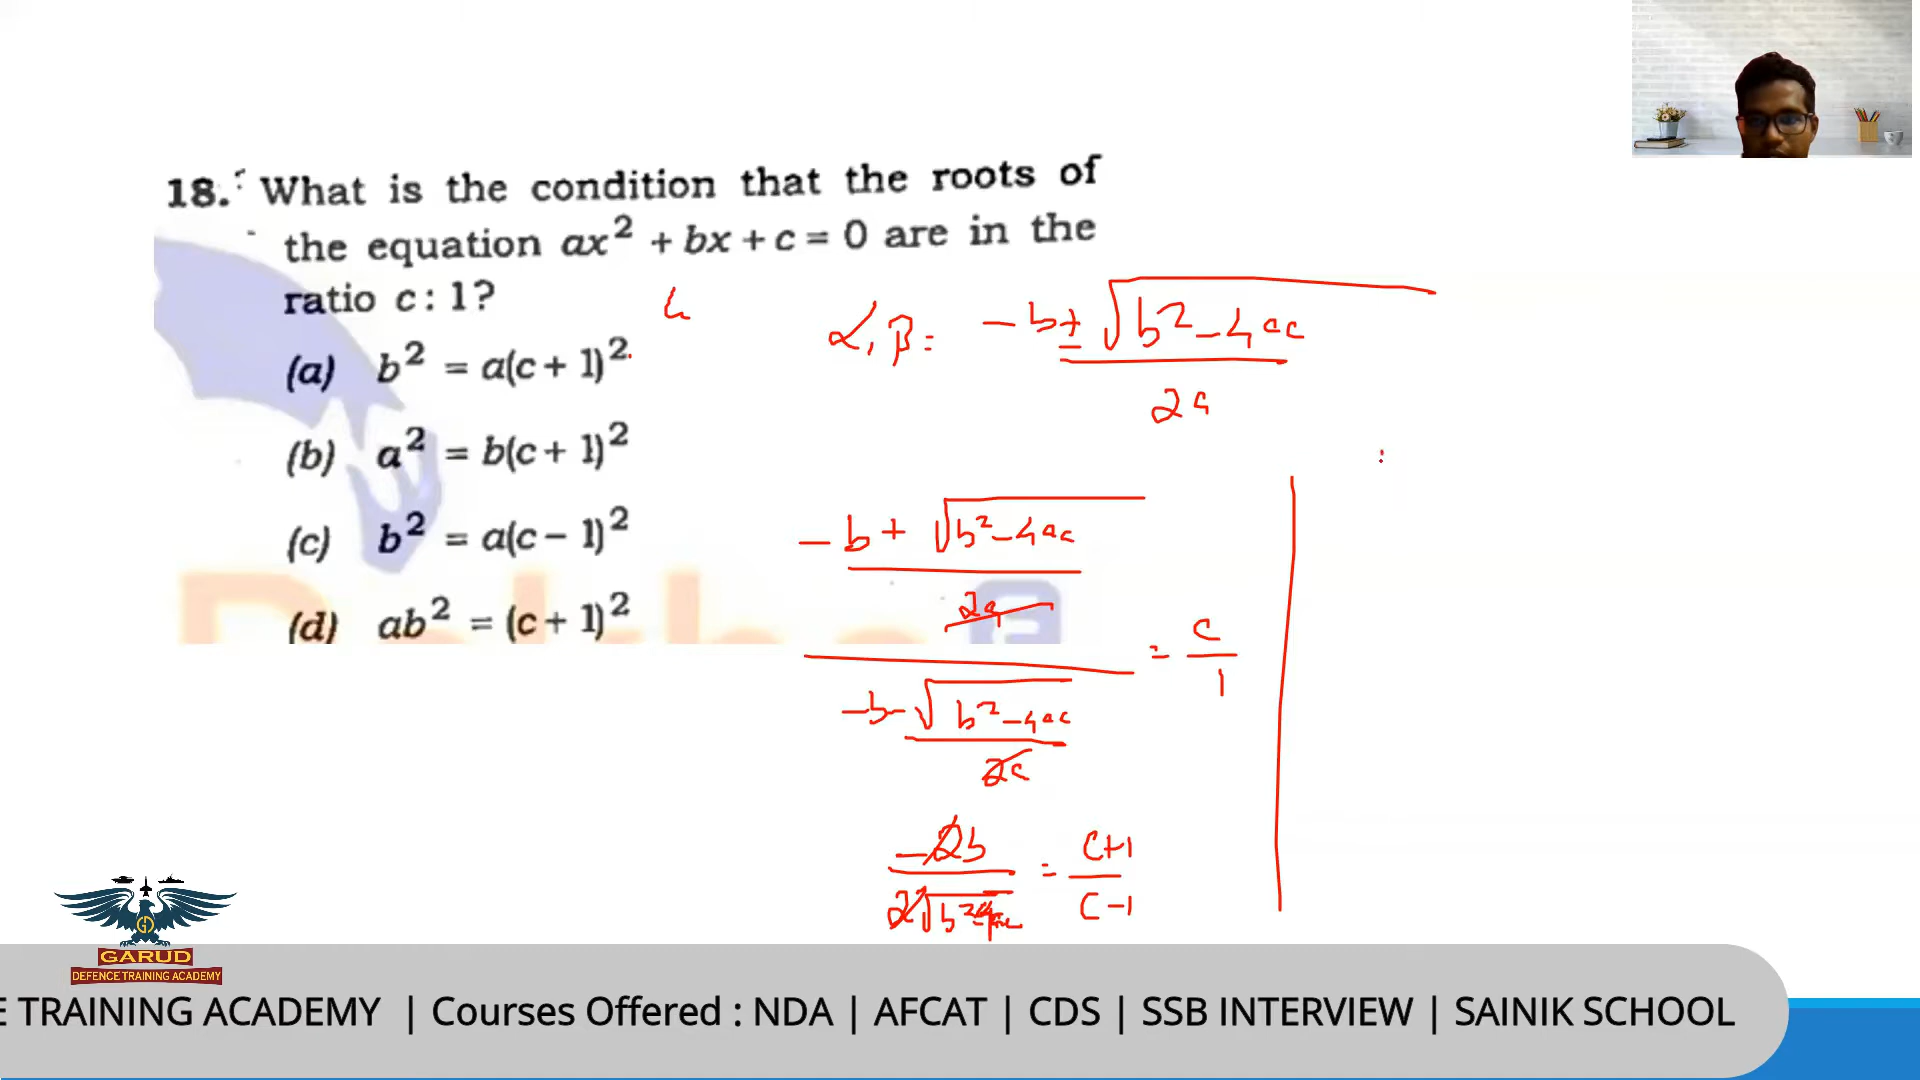 18. What is the condition that the roots of
the equation ax² + bx + c = 0 are in the
ratio c : 1?
(a) b² = a(c + 1)²
(b) a² = b(c + 1)²
(c) b² = a(c − 1)²
(d) ab² = (c + 1)²
α, β = −b ± √b² − 4ac
2a
−b + √b² − 4ac
2a
= c
1
−b − √b² − 4ac
2a
−2b = c+1
2√b² − 4ac c−1
GARUD
DEFENCE TRAINING ACADEMY
E TRAINING ACADEMY | Courses Offered : NDA | AFCAT | CDS | SSB INTERVIEW | SAINIK SCHOOL